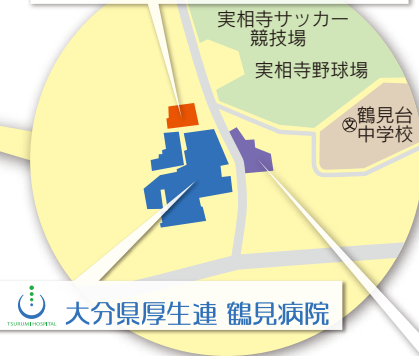 実相寺サッカー
競技場
実相寺野球場
文 鶴見台
中学校
TSURUMI HOSPITAL
大分県厚生連 鶴見病院